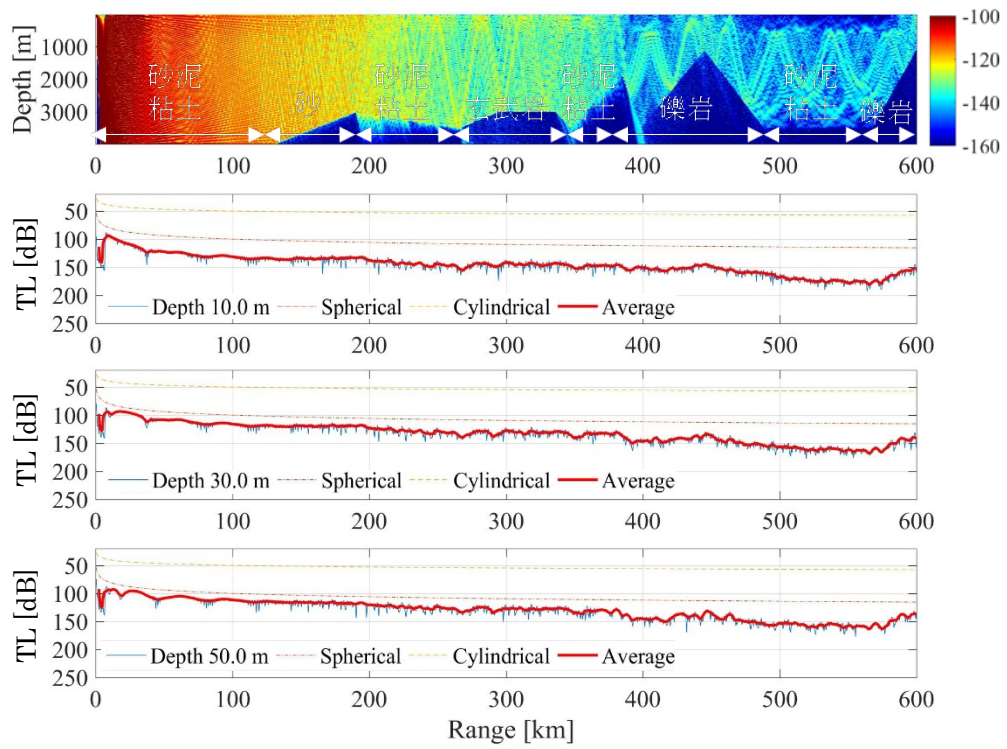 -100
1000
2000
3000
Depth [m]
砂泥
粘土
砂
砂泥
粘土
玄武岩
砂泥
粘土
礫岩
砂泥
粘土
礫岩
-120
-140
-160
0 100 200 300 400 500 600
50
100
150
200
250
TL [dB]
Depth 10.0 m Spherical Cylindrical Average
0 100 200 300 400 500 600
50
100
150
200
250
TL [dB]
Depth 30.0 m Spherical Cylindrical Average
0 100 200 300 400 500 600
50
100
150
200
250
TL [dB]
Depth 50.0 m Spherical Cylindrical Average
0 100 200 300 400 500 600
Range [km]